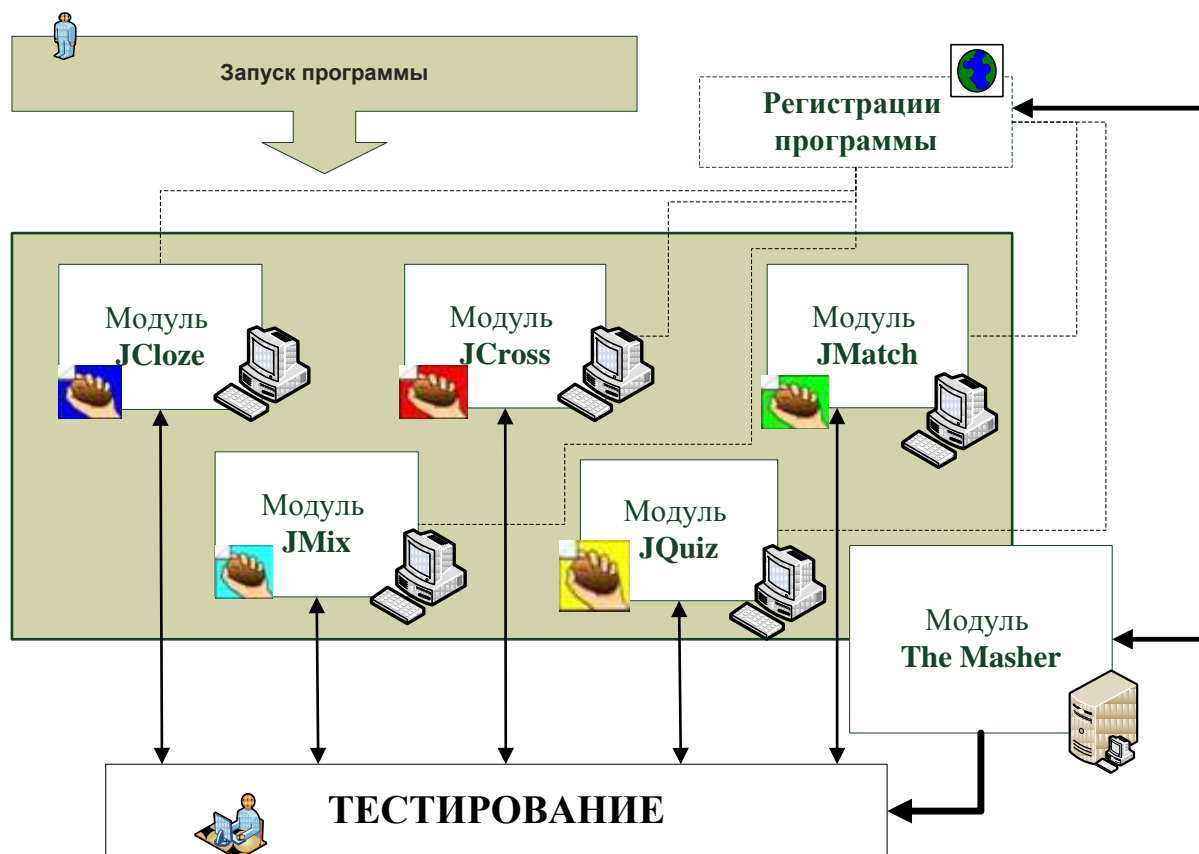 Запуск программы
Регистрации
программы
Модуль
JCloze
Модуль
JCross
Модуль
JMatch
Модуль
JMix
Модуль
JQuiz
Модуль
The Masher
ТЕСТИРОВАНИЕ